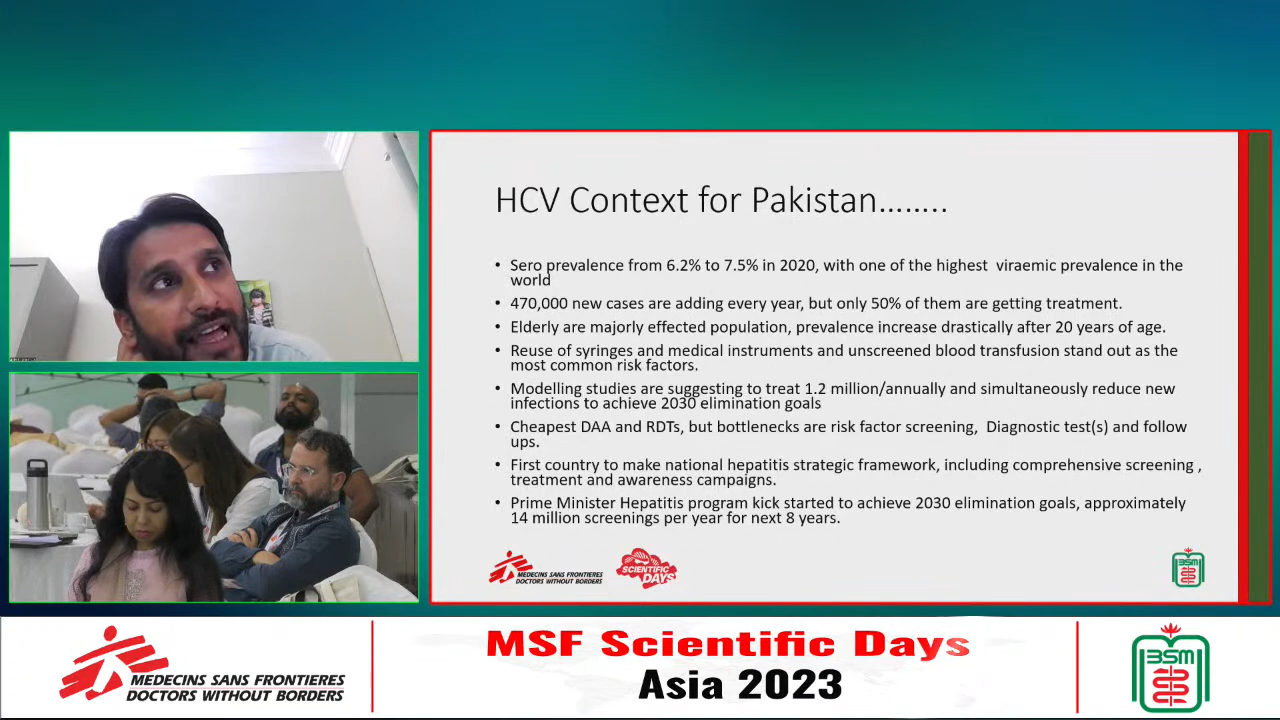 HCV Context for Pakistan........
• Sero prevalence from 6.2% to 7.5% in 2020, with one of the highest  viraemic prevalence in the
world
• 470,000 new cases are adding every year, but only 50% of them are getting treatment.
• Elderly are majorly effected population, prevalence increase drastically after 20 years of age.
• Reuse of syringes and medical instruments and unscreened blood transfusion stand out as the
most common risk factors.
• Modelling studies are suggesting to treat 1.2 million/annually and simultaneously reduce new
infections to achieve 2030 elimination goals
• Cheapest DAA and RDTs, but bottlenecks are risk factor screening,  Diagnostic test(s) and follow
ups.
• First country to make national hepatitis strategic framework, including comprehensive screening ,
treatment and awareness campaigns.
• Prime Minister Hepatitis program kick started to achieve 2030 elimination goals, approximately
14 million screenings per year for next 8 years.
MEDECINS SANS FRONTIERES
DOCTORS WITHOUT BORDERS
SCIENTIFIC
DAYS
BSM
MEDECINS SANS FRONTIERES
DOCTORS WITHOUT BORDERS
MSF Scientific Days
Asia 2023
BSM